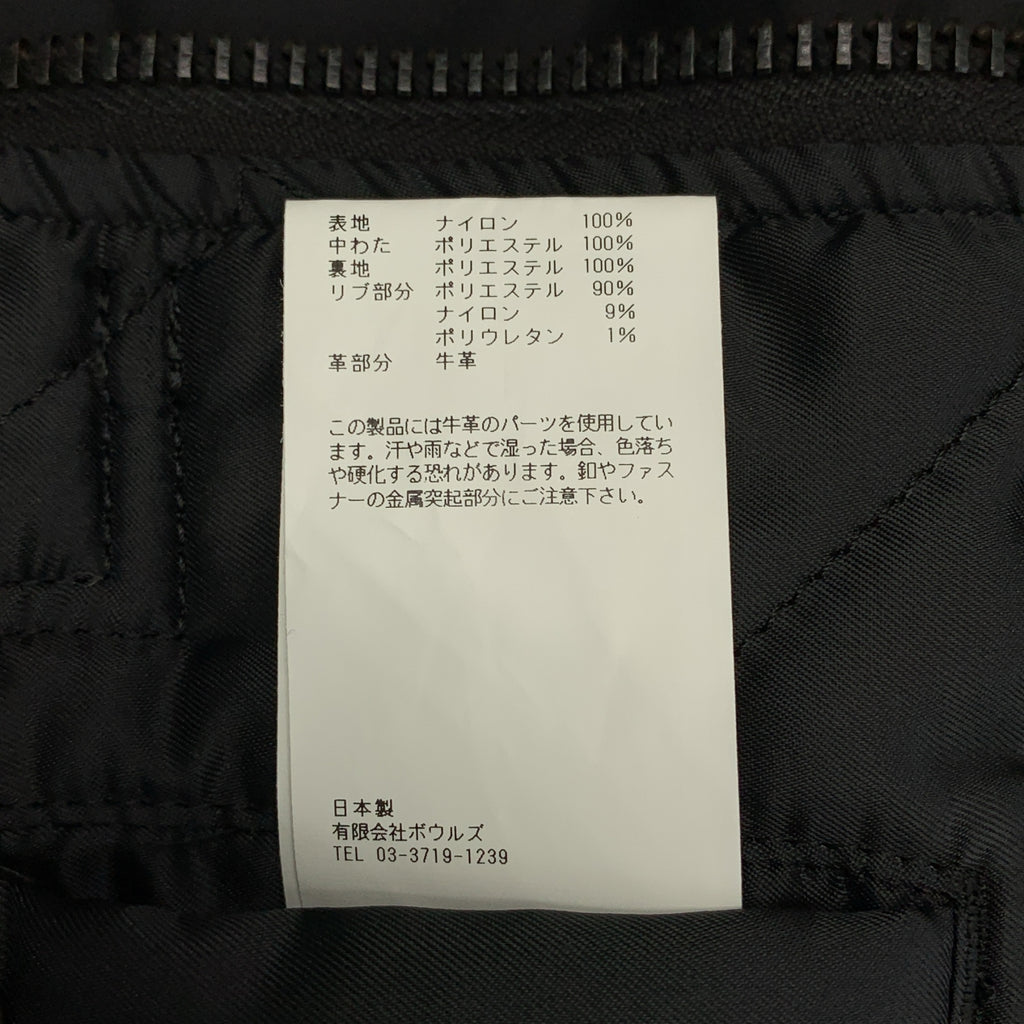 表地 ナイロン 100%
中わた ポリエステル 100%
裏地 ポリエステル 100%
リブ部分 ポリエステル 90%
ナイロン 9%
ポリウレタン 1%
革部分 牛革
この製品には牛革のパーツを使用してい
ます。汗や雨などで湿った場合、色落ち
や硬化する恐れがあります。釦やファス
ナーの金属突起部分にご注意下さい。
日本製
有限会社ボウルズ
TEL 03-3719-1239